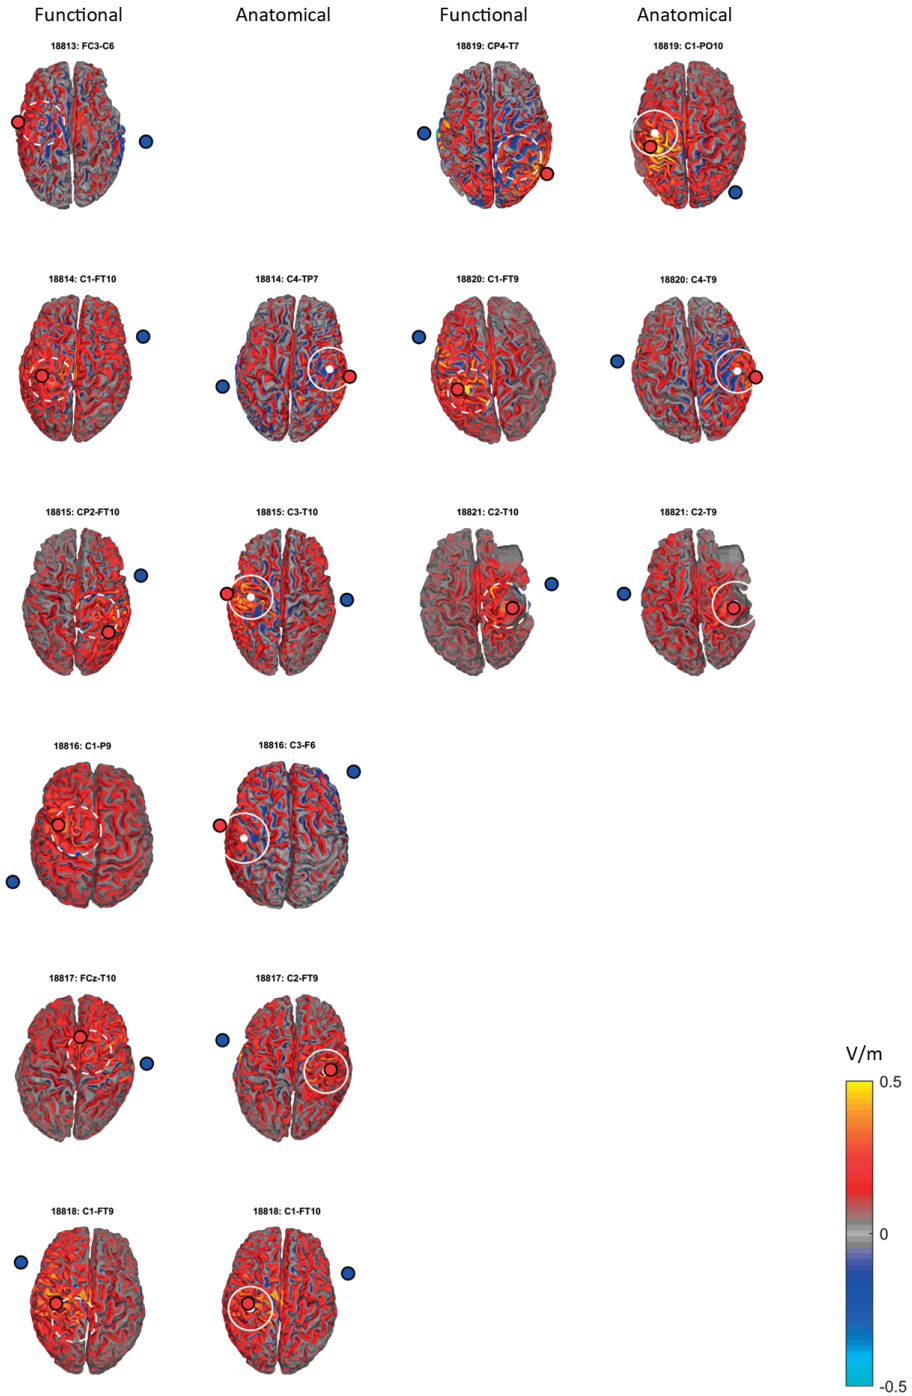 Functional Anatomical Functional Anatomical
18813: FC3-C6 18819: CP4-T7 18819: C1-PO10
18814: C1-FT10 18814: C4-TP7 18820: C1-FT9 18820: C4-T9
18815: CP2-FT10 18815: C3-T10 18821: C2-T10 18821: C2-T9
18816: C1-P9 18816: C3-F6
18817: FCz-T10 18817: C2-FT9
V/m
0.5
18818: C1-FT9 18818: C1-FT10
0
-0.5